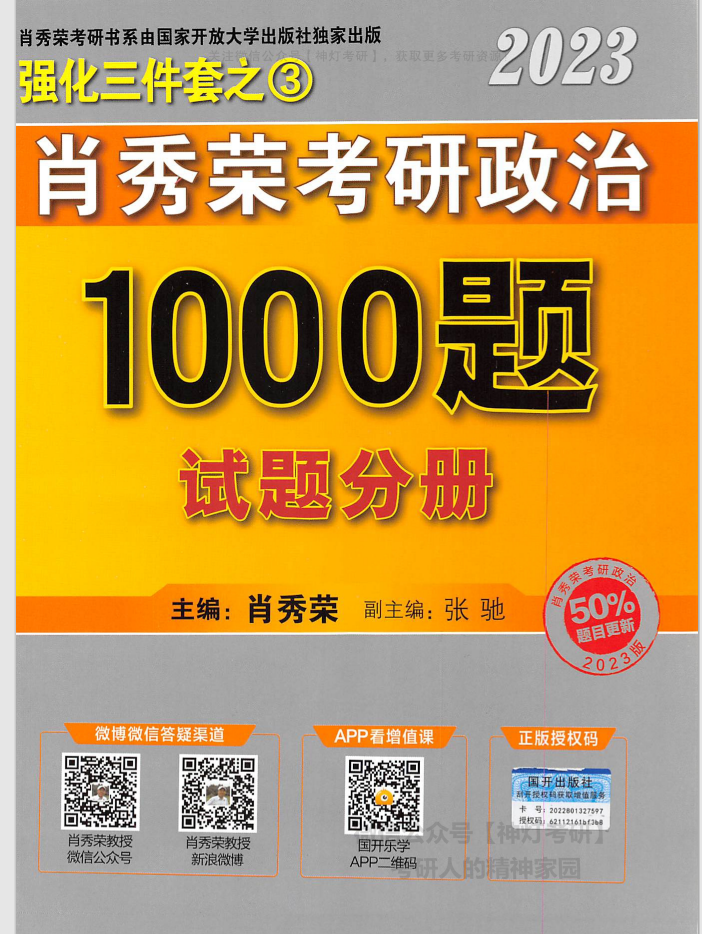 肖秀荣考研书系由国家开放大学出版社独家出版
关注微信公众号【神灯考研】，获取更多考研资源
强化三件套之③
2023
肖秀荣考研政治
1000题
试题分册
主编：肖秀荣 副主编：张 驰
肖秀荣考研政治
50%
题目更新
2023版
微博微信答疑渠道
肖秀荣教授
微信公众号
肖秀荣教授
新浪微博
APP看增值课
国开乐学
APP二维码
正版授权码
国开出版社
刮开授权码获取增值服务
卡 号：2022801327597
授权码：62112161bf3b8
公众号【神灯考研】
考研人的精神家园